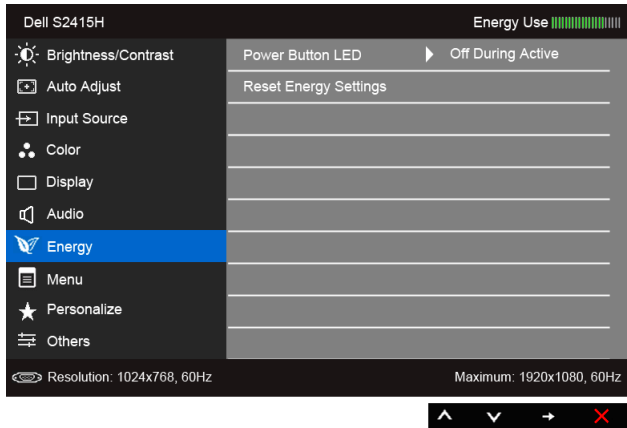 Dell S2415H Energy Use
Brightness/Contrast Power Button LED Off During Active
Auto Adjust Reset Energy Settings
Input Source
Color
Display
Audio
Energy
Menu
Personalize
Others
Resolution: 1024x768, 60Hz Maximum: 1920x1080, 60Hz